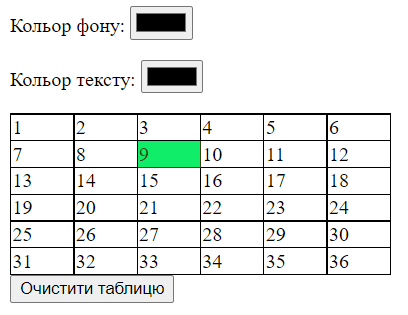 Кольор фону:
Кольор тексту:
1 2 3 4 5 6
7 8 9 10 11 12
13 14 15 16 17 18
19 20 21 22 23 24
25 26 27 28 29 30
31 32 33 34 35 36
Очистити таблицю